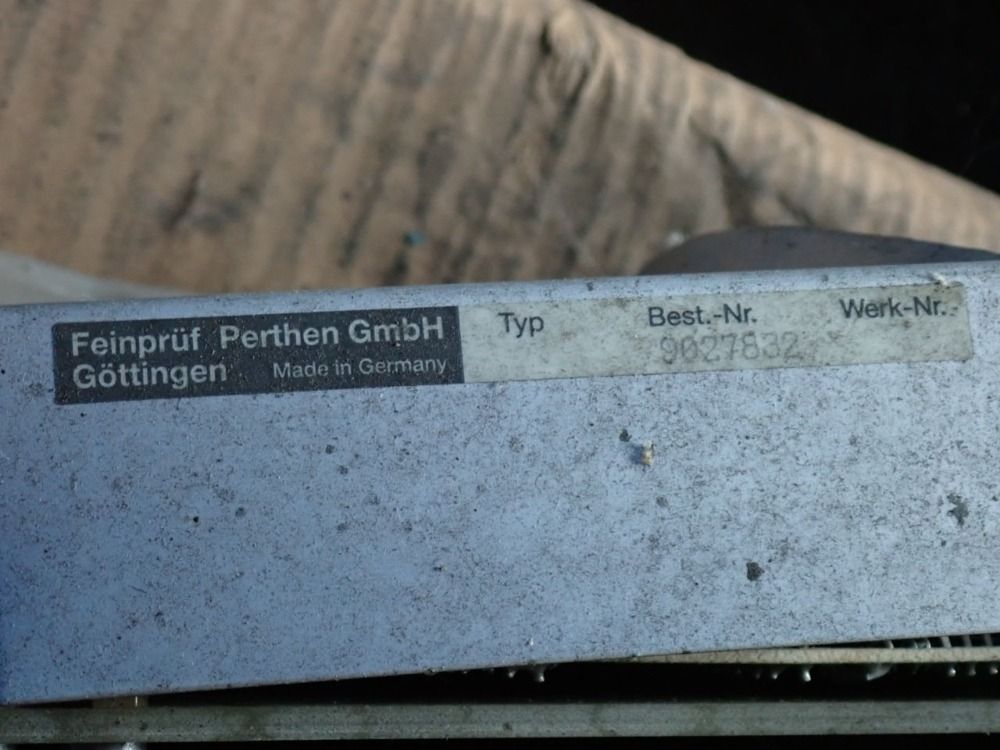 Feinprüf Perthen GmbH
Göttingen Made in Germany
Typ Best.-Nr. Werk-Nr.
9027832